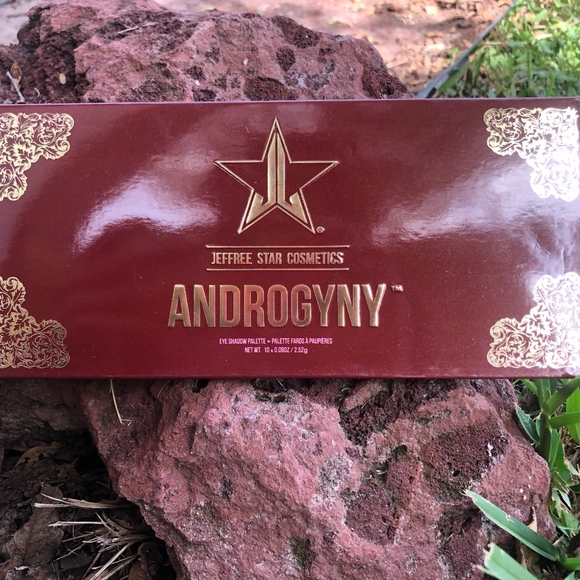 ®
JEFFREE STAR COSMETICS
ANDROGYNY™
EYE SHADOW PALETTE • PALETTE FARDS À PAUPIÈRES
NET WT. 10 x 0.09OZ / 2.52g